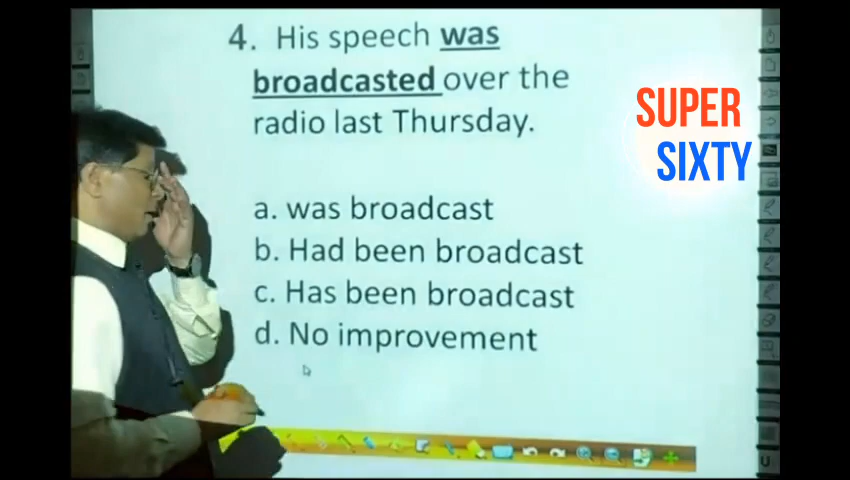 4. His speech was
broadcasted over the
radio last Thursday.
SUPER
SIXTY
a. was broadcast
b. Had been broadcast
c. Has been broadcast
d. No improvement